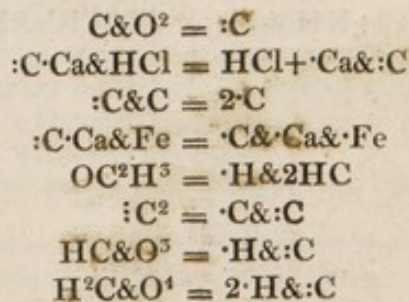 C&O² = :C
:C·Ca&HCl = HCl+·Ca&:C
:C&C = 2·C
:C·Ca&Fe = ·C&·Ca&·Fe
OC²H³ = ·H&2HC
⫶C² = ·C&:C
HC&O³ = ·H&:C
H²C&O⁴ = 2·H&:C